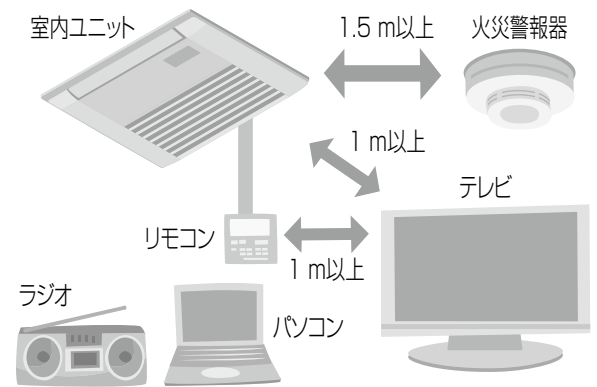 室内ユニット
1.5 m以上
火災警報器
1 m以上
テレビ
リモコン
1 m以上
ラジオ
パソコン